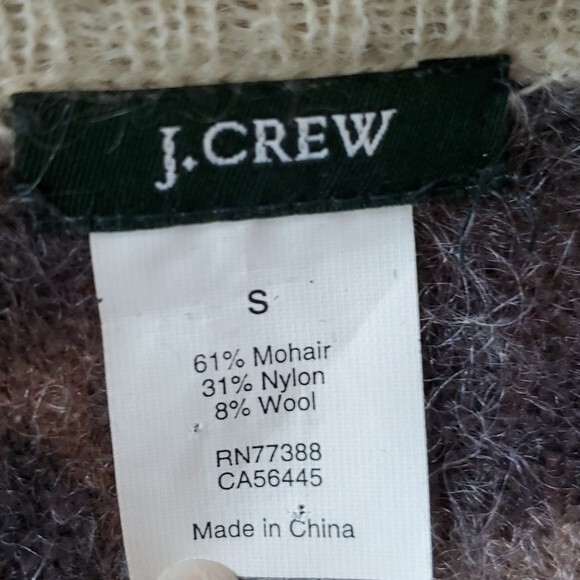 J.CREW
S
61% Mohair
31% Nylon
8% Wool
RN77388
CA56445
Made in China